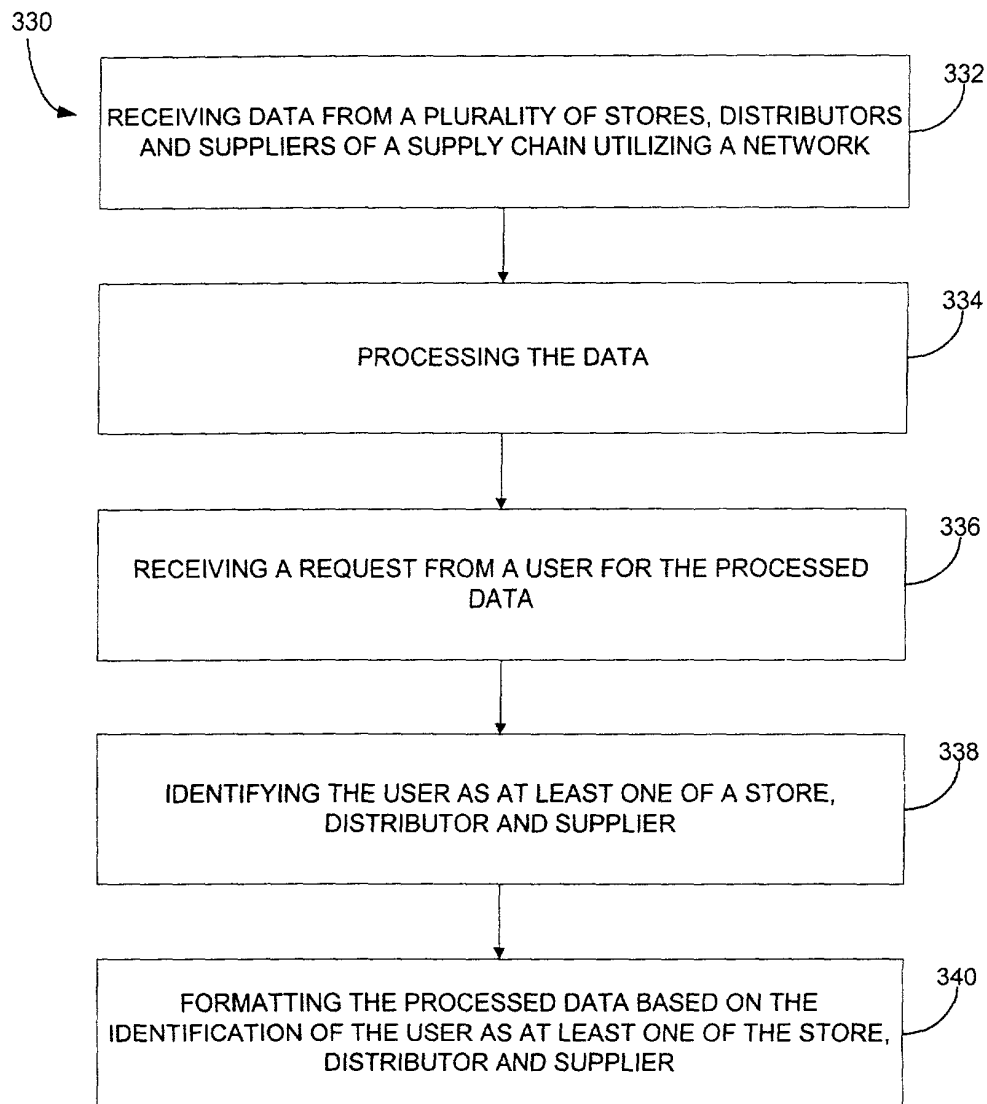 330
332
RECEIVING DATA FROM A PLURALITY OF STORES, DISTRIBUTORS
AND SUPPLIERS OF A SUPPLY CHAIN UTILIZING A NETWORK
334
PROCESSING THE DATA
336
RECEIVING A REQUEST FROM A USER FOR THE PROCESSED
DATA
338
IDENTIFYING THE USER AS AT LEAST ONE OF A STORE,
DISTRIBUTOR AND SUPPLIER
340
FORMATTING THE PROCESSED DATA BASED ON THE
IDENTIFICATION OF THE USER AS AT LEAST ONE OF THE STORE,
DISTRIBUTOR AND SUPPLIER